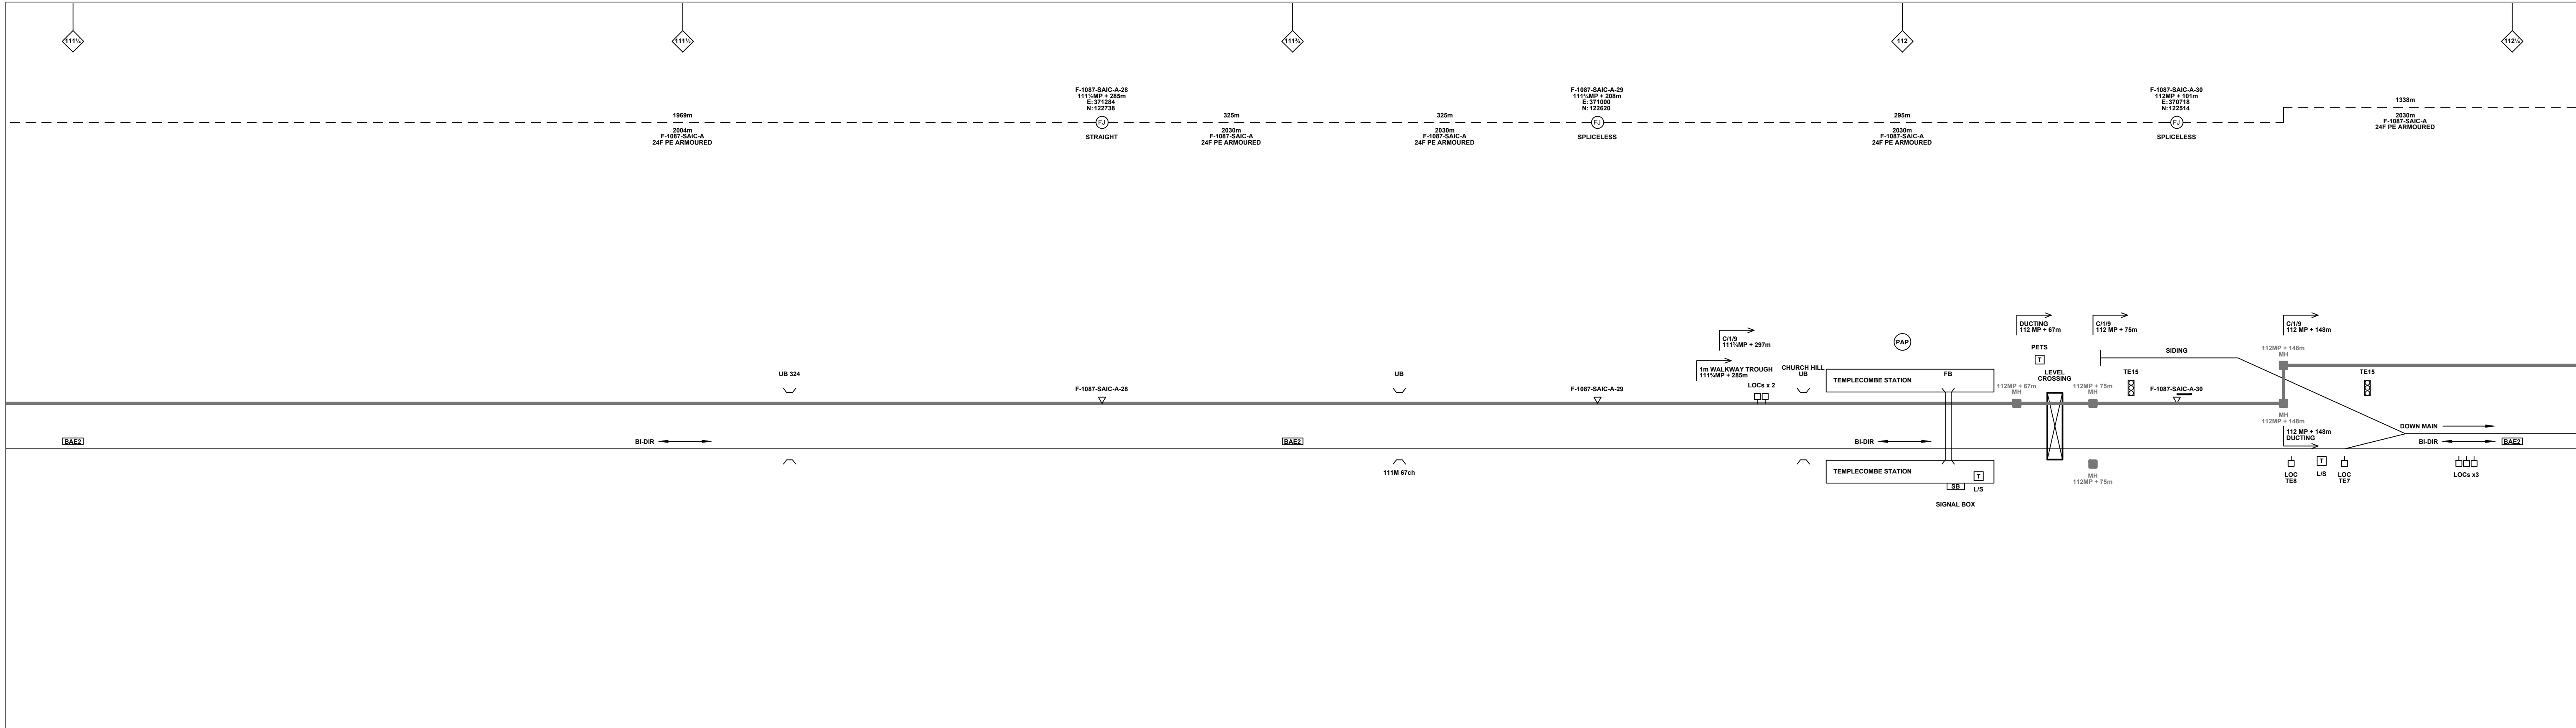 111¼
111½
111¾
112
112¼
F-1087-SAIC-A-28
111½MP + 285m
E: 371284
N: 122738
FJ
STRAIGHT
F-1087-SAIC-A-29
111¾MP + 208m
E: 371000
N: 122620
FJ
SPLICELESS
F-1087-SAIC-A-30
112MP + 101m
E: 370718
N: 122514
FJ
SPLICELESS
1969m
2004m
F-1087-SAIC-A
24F PE ARMOURED
325m
2030m
F-1087-SAIC-A
24F PE ARMOURED
325m
2030m
F-1087-SAIC-A
24F PE ARMOURED
295m
2030m
F-1087-SAIC-A
24F PE ARMOURED
1338m
2030m
F-1087-SAIC-A
24F PE ARMOURED
C/1/9
111¾MP + 297m
1m WALKWAY TROUGH
111¾MP + 285m
PAP
DUCTING
112 MP + 67m
C/1/9
112 MP + 75m
C/1/9
112 MP + 148m
PETS
T
SIDING
112MP + 148m
MH
UB 324
UB
CHURCH HILL
UB
LOCs x 2
TEMPLECOMBE STATION
FB
LEVEL
CROSSING
112MP + 67m
MH
112MP + 75m
MH
TE15
TE15
F-1087-SAIC-A-28
F-1087-SAIC-A-29
F-1087-SAIC-A-30
MH
112MP + 148m
112 MP + 148m
DUCTING
DOWN MAIN
BAE2
BI-DIR
BAE2
BI-DIR
BI-DIR
BAE2
111M 67ch
TEMPLECOMBE STATION
T
L/S
SB
SIGNAL BOX
MH
112MP + 75m
LOC
TE8
T
L/S
LOC
TE7
LOCs x3